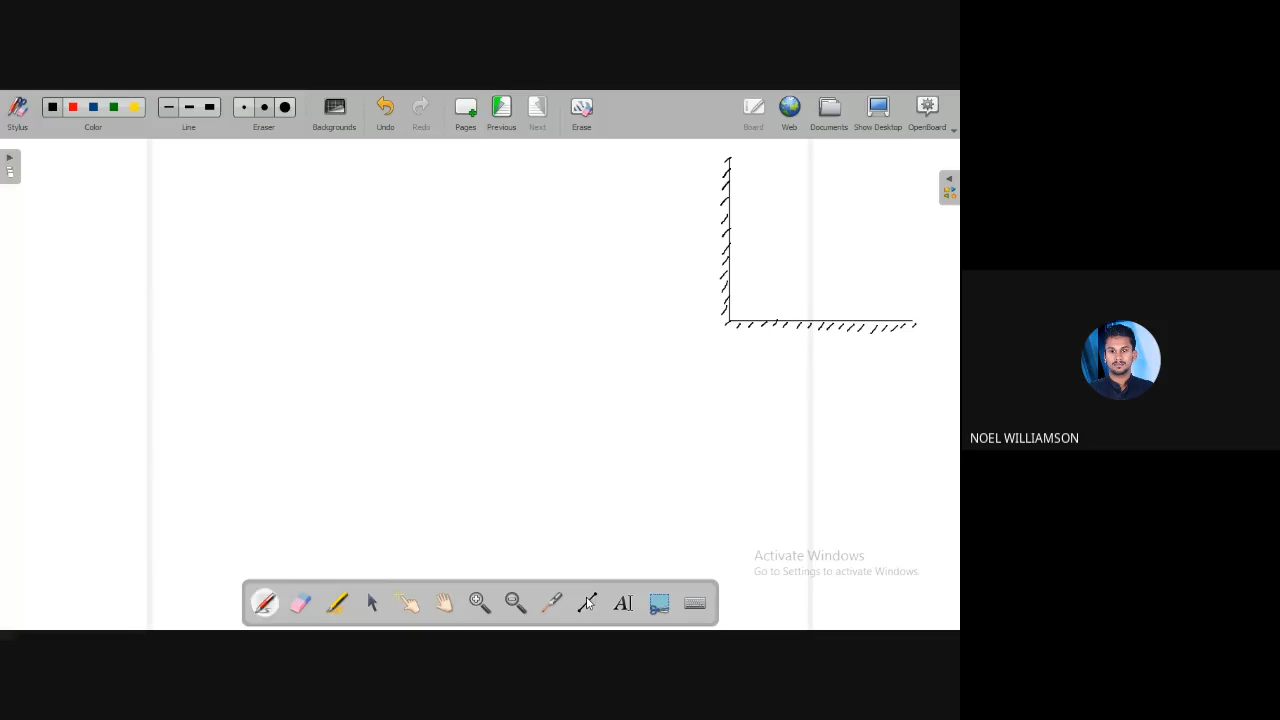 Stylus Color Line Eraser Backgrounds Undo Redo Pages Previous Next Erase Board Web Documents Show Desktop OpenBoard
NOEL WILLIAMSON
Activate Windows
Go to Settings to activate Windows.
AI